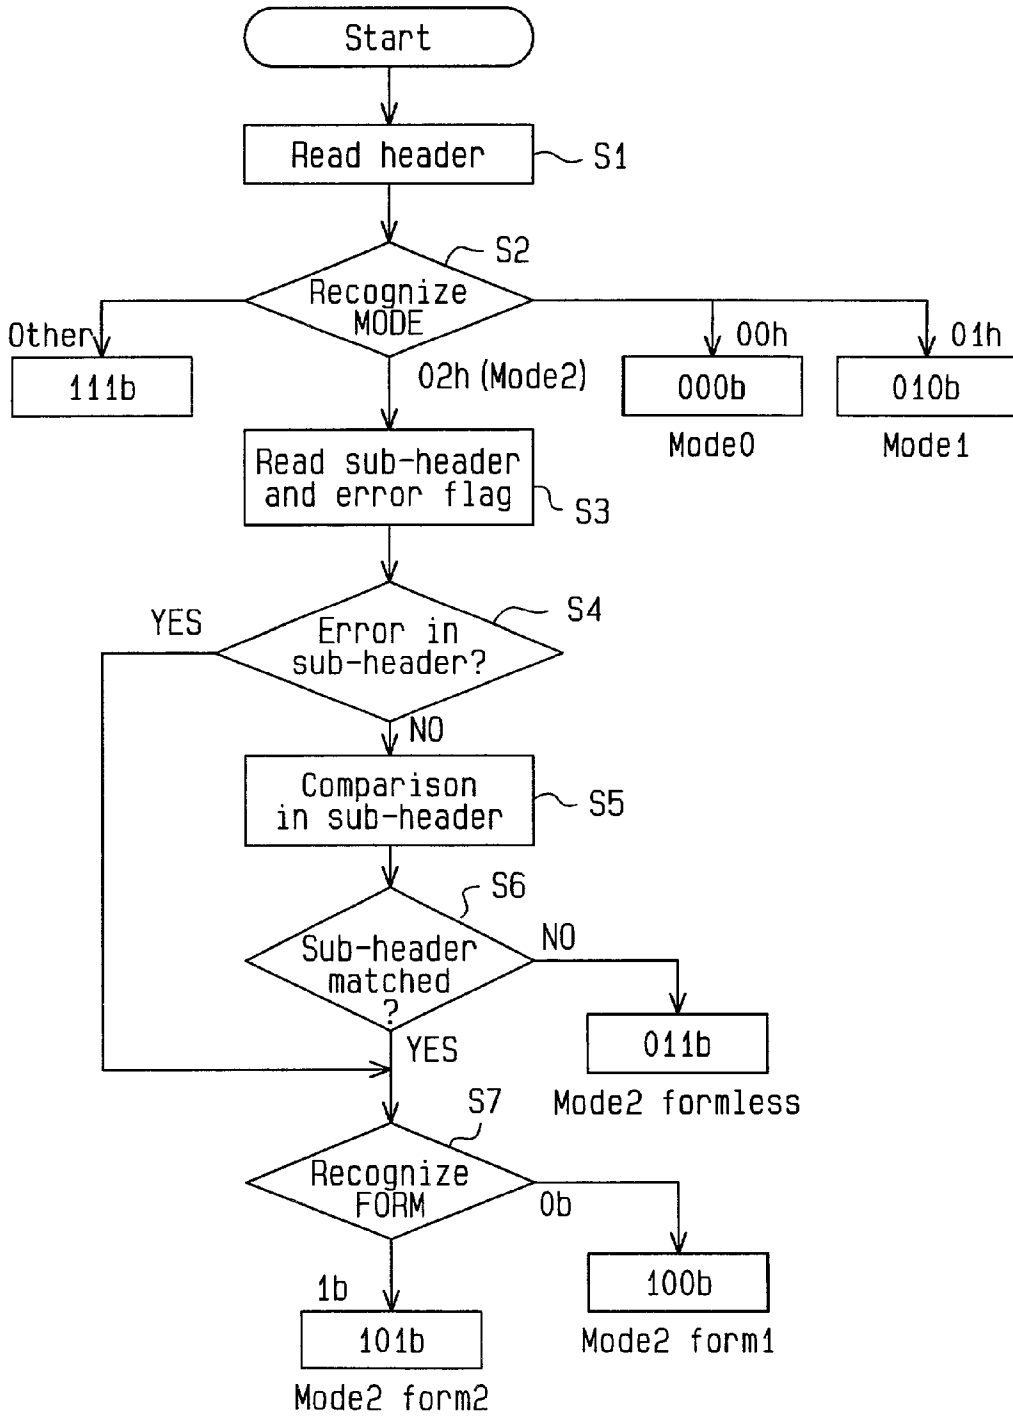 Start
Read header
S1
S2
Recognize
MODE
Other
00h
01h
111b
02h (Mode2)
000b
010b
Mode0
Mode1
Read sub-header
and error flag
S3
YES
S4
Error in
sub-header?
NO
Comparison
in sub-header
S5
S6
Sub-header
matched
?
NO
YES
011b
Mode2 formless
S7
Recognize
FORM
0b
1b
100b
101b
Mode2 form1
Mode2 form2